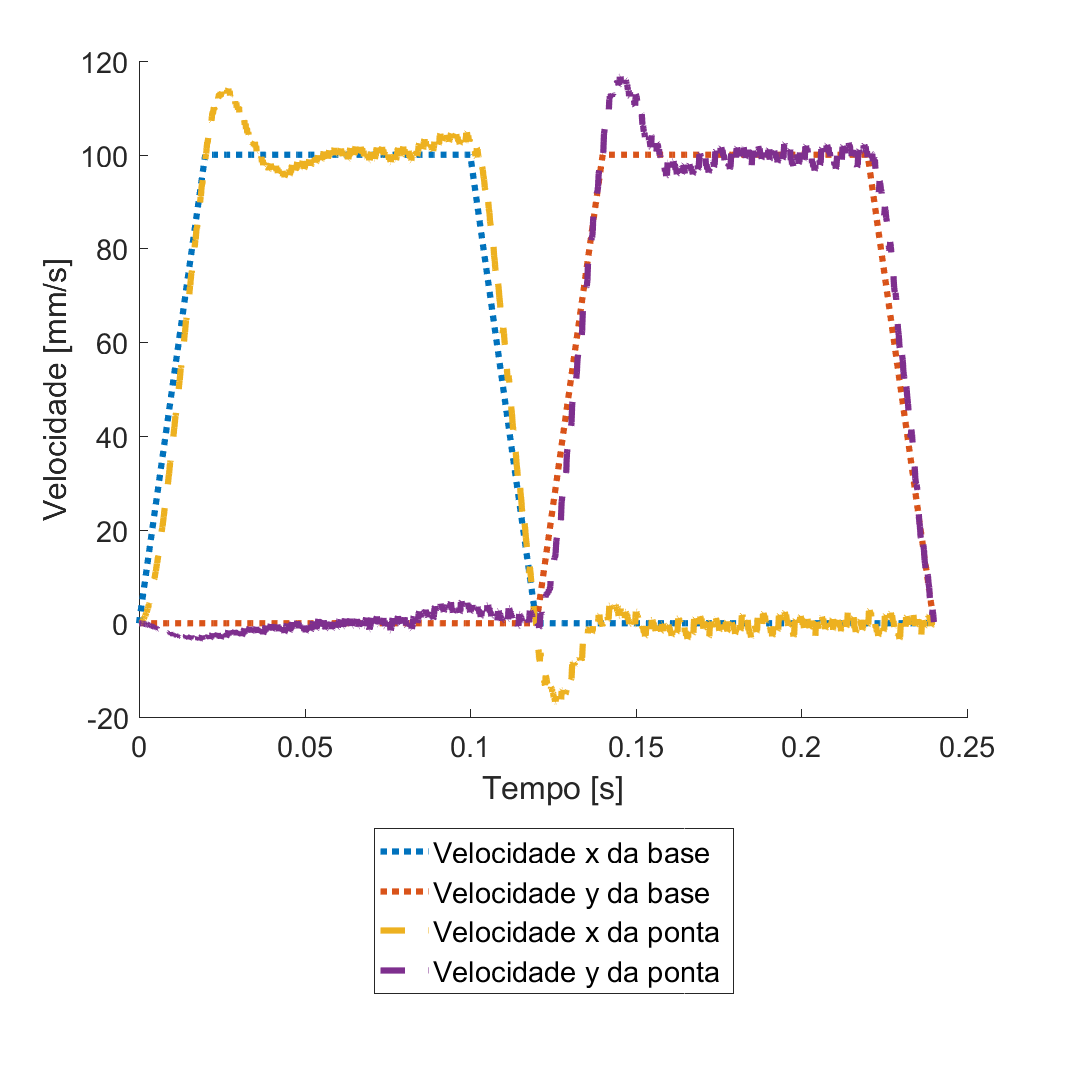 120
100
80
60
40
20
0
-20
Velocidade [mm/s]
0 0.05 0.1 0.15 0.2 0.25
Tempo [s]
Velocidade x da base
Velocidade y da base
Velocidade x da ponta
Velocidade y da ponta